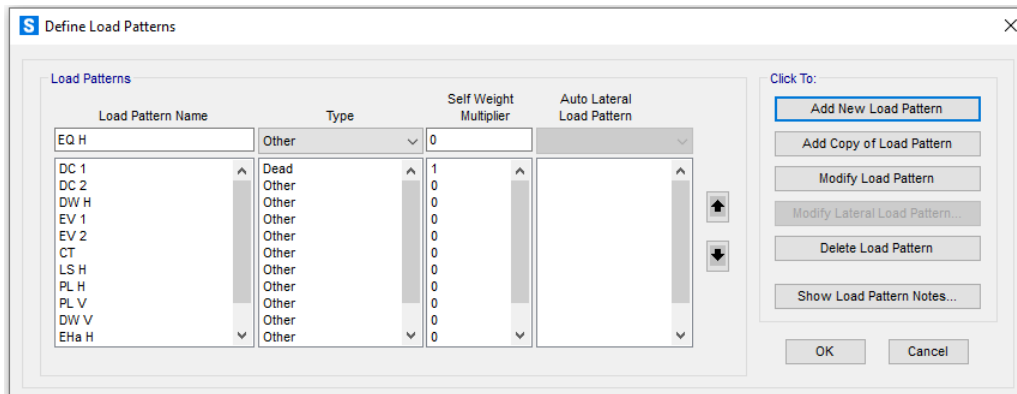 S Define Load Patterns
Load Patterns
Click To:
Load Pattern Name Type Self Weight Multiplier Auto Lateral Load Pattern
EQ H Other 0
DC 1 Dead 1
DC 2 Other 0
DW H Other 0
EV 1 Other 0
EV 2 Other 0
CT Other 0
LS H Other 0
PL H Other 0
PL V Other 0
DW V Other 0
EHa H Other 0
Add New Load Pattern
Add Copy of Load Pattern
Modify Load Pattern
Modify Lateral Load Pattern...
Delete Load Pattern
Show Load Pattern Notes...
OK Cancel